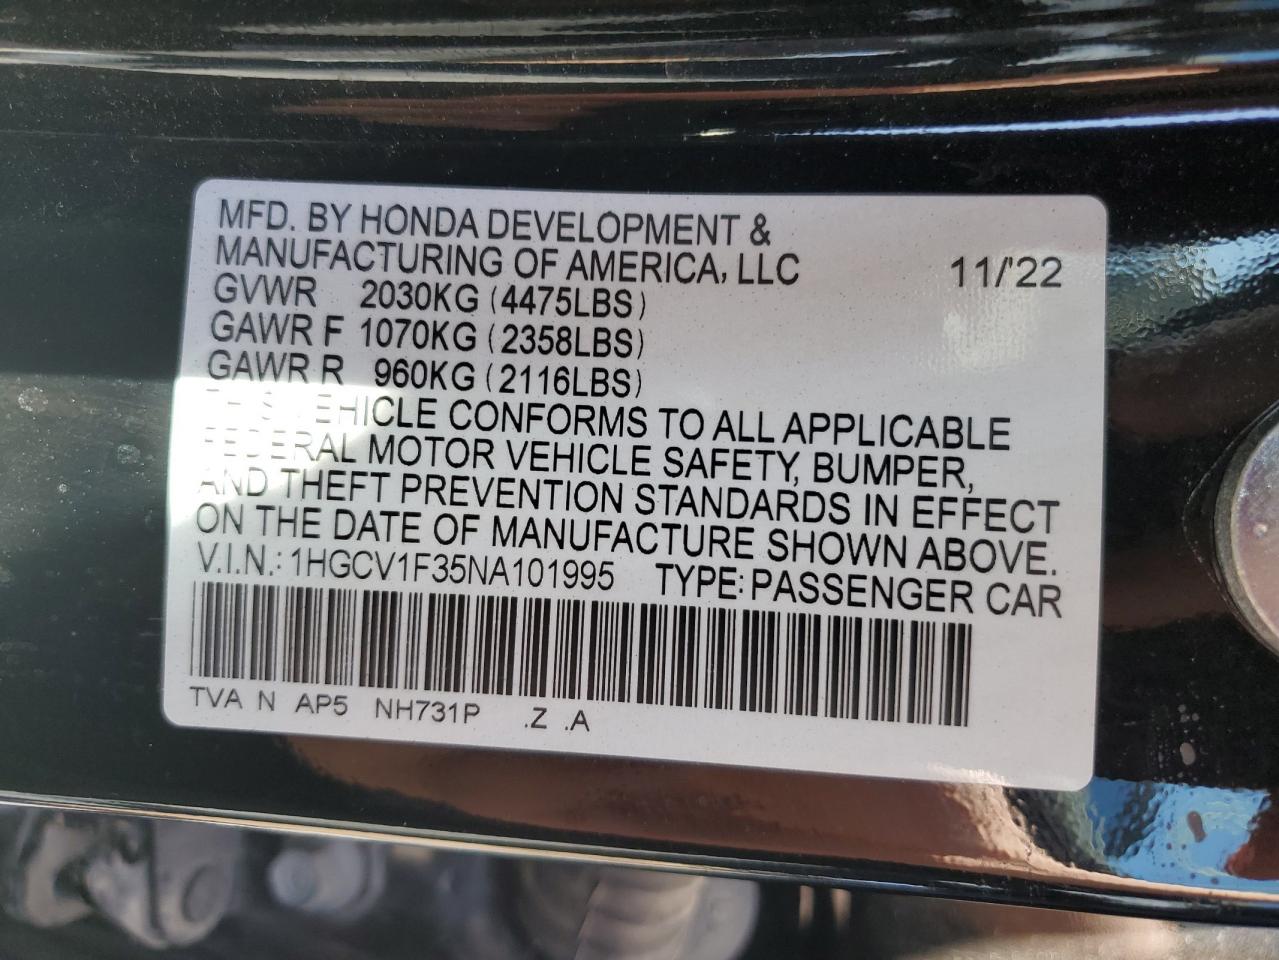 MFD. BY HONDA DEVELOPMENT &
MANUFACTURING OF AMERICA, LLC 11/'22
GVWR 2030KG (4475LBS)
GAWR F 1070KG (2358LBS)
GAWR R 960KG (2116LBS)
THIS VEHICLE CONFORMS TO ALL APPLICABLE
FEDERAL MOTOR VEHICLE SAFETY, BUMPER,
AND THEFT PREVENTION STANDARDS IN EFFECT
ON THE DATE OF MANUFACTURE SHOWN ABOVE.
V.I.N.: 1HGCV1F35NA101995 TYPE: PASSENGER CAR
TVA N AP5 NH731P .Z .A